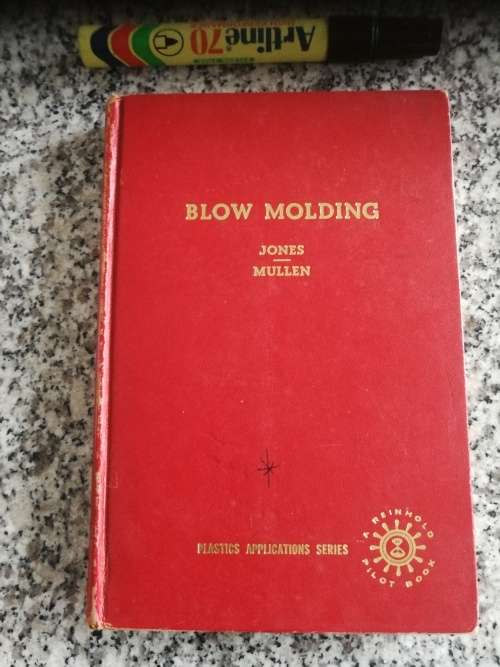 Artline 70
BLOW MOLDING
JONES
MULLEN
PLASTICS APPLICATIONS SERIES
A REINHOLD
PILOT BOOK